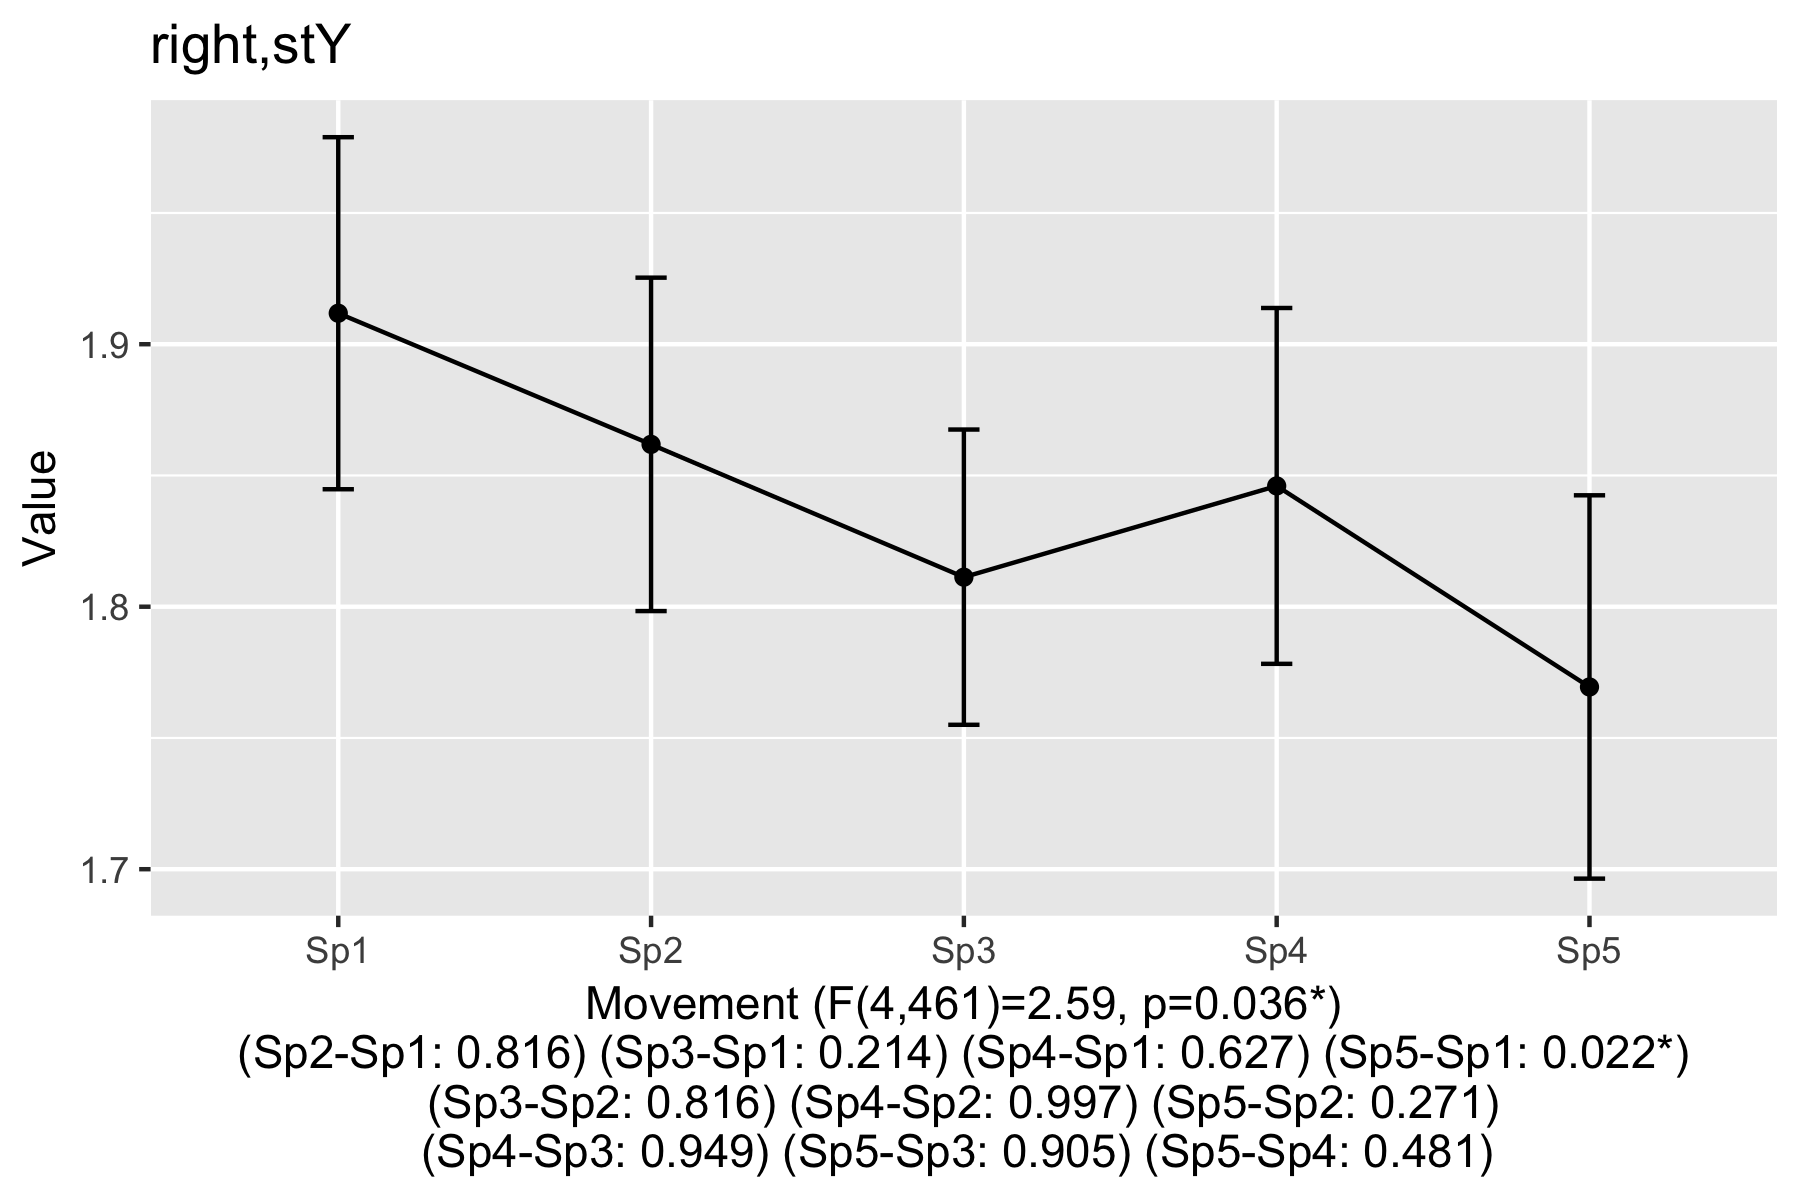 right,stY
Value
1.9
1.8
1.7
Sp1 Sp2 Sp3 Sp4 Sp5
Movement (F(4,461)=2.59, p=0.036*)
(Sp2-Sp1: 0.816) (Sp3-Sp1: 0.214) (Sp4-Sp1: 0.627) (Sp5-Sp1: 0.022*)
(Sp3-Sp2: 0.816) (Sp4-Sp2: 0.997) (Sp5-Sp2: 0.271)
(Sp4-Sp3: 0.949) (Sp5-Sp3: 0.905) (Sp5-Sp4: 0.481)